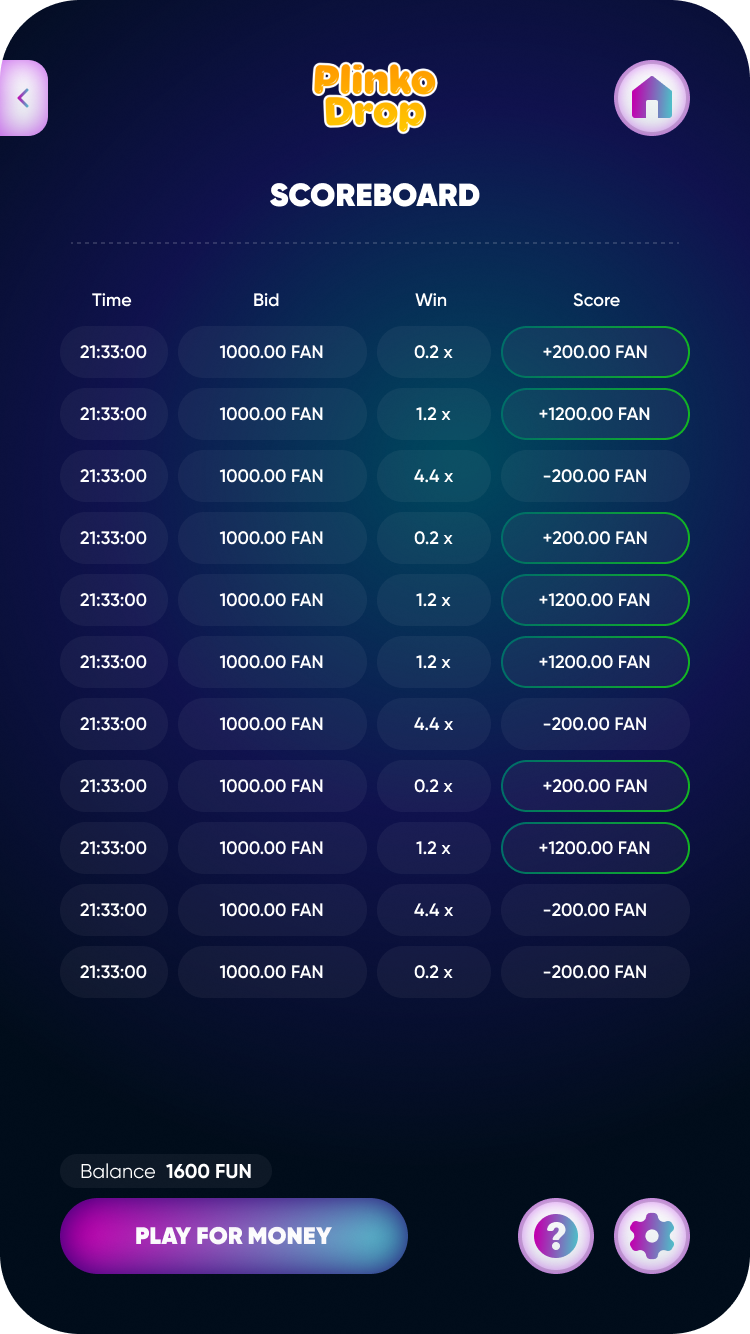 Plinko
Drop
SCOREBOARD
Time Bid Win Score
21:33:00 1000.00 FAN 0.2 x +200.00 FAN
21:33:00 1000.00 FAN 1.2 x +1200.00 FAN
21:33:00 1000.00 FAN 4.4 x -200.00 FAN
21:33:00 1000.00 FAN 0.2 x +200.00 FAN
21:33:00 1000.00 FAN 1.2 x +1200.00 FAN
21:33:00 1000.00 FAN 1.2 x +1200.00 FAN
21:33:00 1000.00 FAN 4.4 x -200.00 FAN
21:33:00 1000.00 FAN 0.2 x +200.00 FAN
21:33:00 1000.00 FAN 1.2 x +1200.00 FAN
21:33:00 1000.00 FAN 4.4 x -200.00 FAN
21:33:00 1000.00 FAN 0.2 x -200.00 FAN
Balance 1600 FUN
PLAY FOR MONEY ?